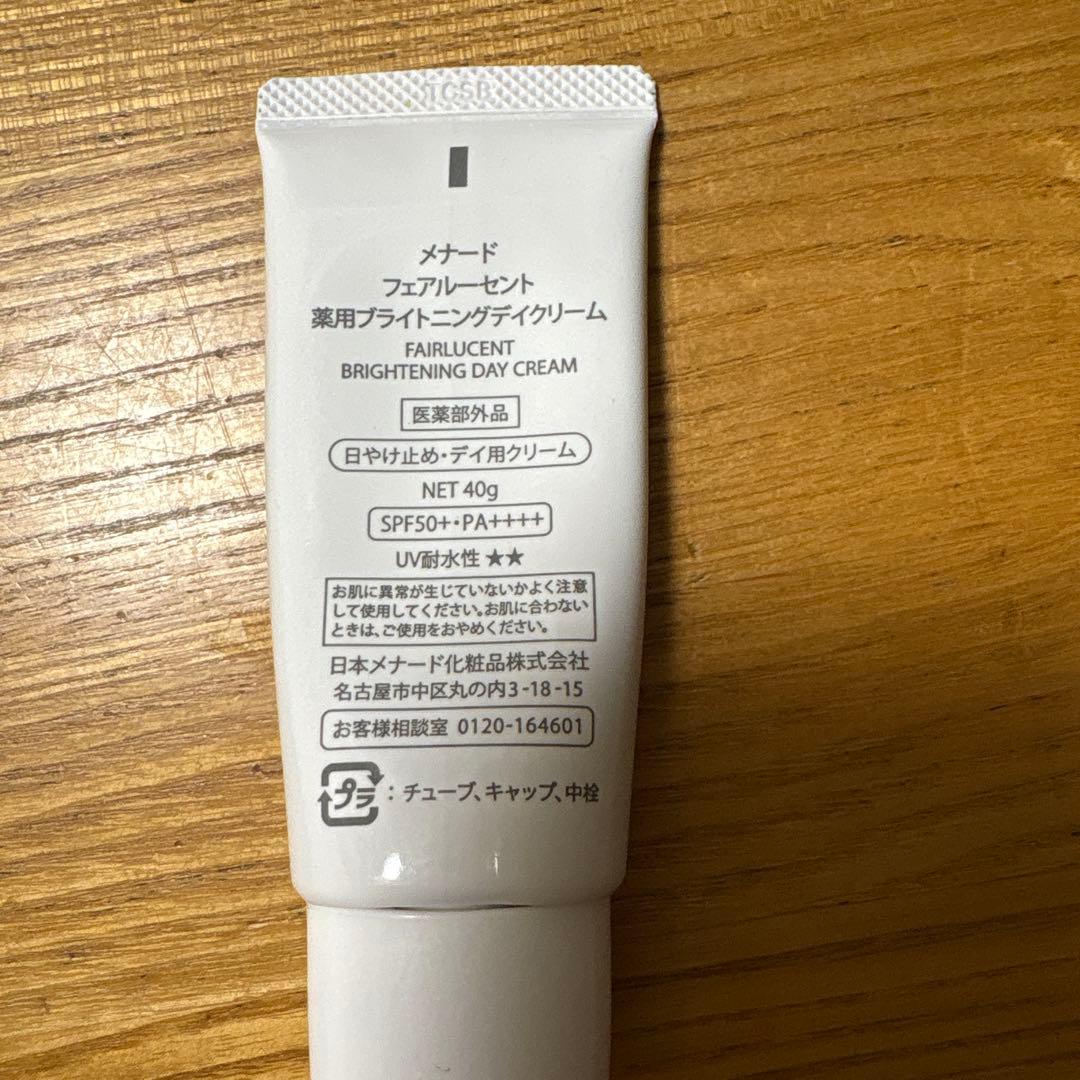 TCSB
メナード
フェアルーセント
薬用ブライトニングデイクリーム
FAIRLUCENT
BRIGHTENING DAY CREAM
医薬部外品
日やけ止め・デイ用クリーム
NET 40g
SPF50+・PA++++
UV耐水性 ★★
お肌に異常が生じていないかよく注意
して使用してください。お肌に合わない
ときは、ご使用をおやめください。
日本メナード化粧品株式会社
名古屋市中区丸の内3-18-15
お客様相談室 0120-164601
プラ : チューブ、キャップ、中栓